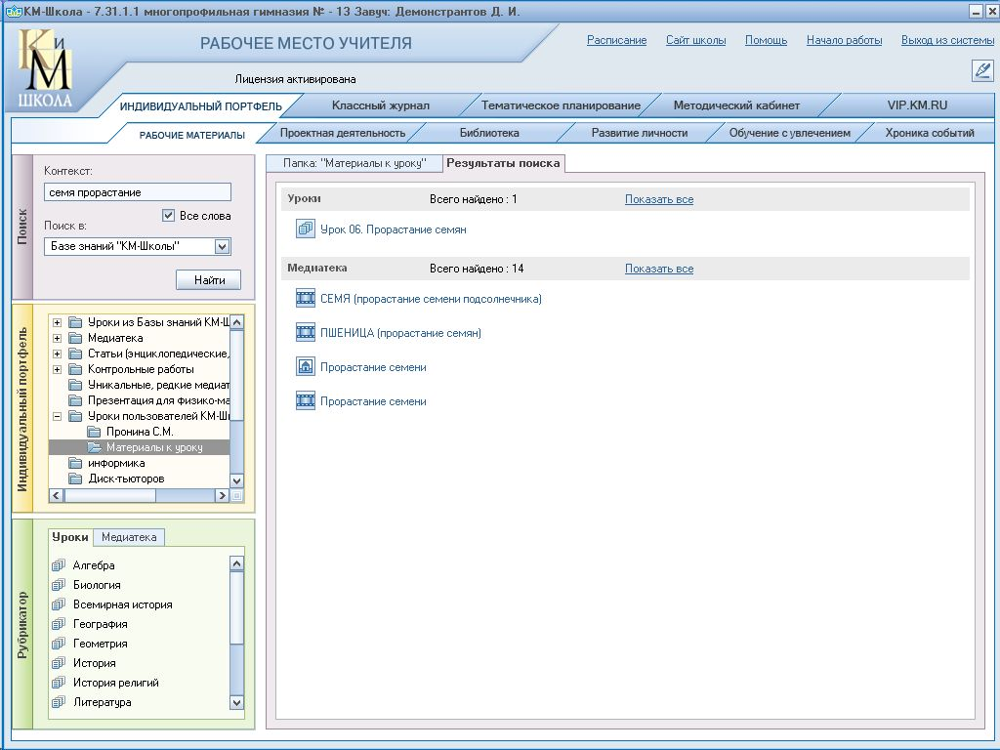 КМ-Школа - 7.31.1.1 многопрофильная гимназия № - 13 Завуч: Демонстрантов Д. И.
КИМ
ШКОЛА
РАБОЧЕЕ МЕСТО УЧИТЕЛЯ
Расписание Сайт школы Помощь Начало работы Выход из системы
Лицензия активирована
ИНДИВИДУАЛЬНЫЙ ПОРТФЕЛЬ Классный журнал Тематическое планирование Методический кабинет VIP.KM.RU
РАБОЧИЕ МАТЕРИАЛЫ Проектная деятельность Библиотека Развитие личности Обучение с увлечением Хроника событий
Поиск
Контекст:
семя прорастание
Все слова
Поиск в:
Базе знаний "КМ-Школы"
Найти
Индивидуальный портфель
Уроки из Базы знаний КМ-Ш
Медиатека
Статьи (энциклопедические,
Контрольные работы
Уникальные, редкие медиат
Презентация для физико-ма
Уроки пользователей КМ-Шк
Пронина С.М.
Материалы к уроку
информика
Диск-тьюторов
Рубрикатор
Уроки Медиатека
Алгебра
Биология
Всемирная история
География
Геометрия
История
История религий
Литература
Папка: "Материалы к уроку" Результаты поиска
Уроки Всего найдено : 1 Показать все
Урок 06. Прорастание семян
Медиатека Всего найдено : 14 Показать все
СЕМЯ (прорастание семени подсолнечника)
ПШЕНИЦА (прорастание семян)
Прорастание семени
Прорастание семени